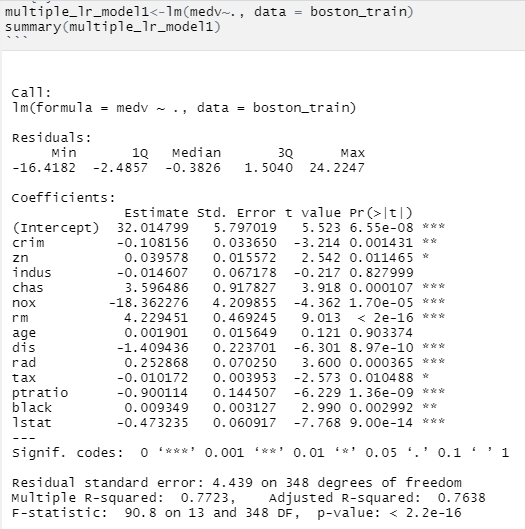 multiple_lr_model1<-lm(medv~., data = boston_train)
summary(multiple_lr_model1)
```
Call:
lm(formula = medv ~ ., data = boston_train)
Residuals:
     Min       1Q   Median       3Q      Max
-16.4182  -2.4857  -0.3826   1.5040  24.2247
Coefficients:
              Estimate Std. Error t value Pr(>|t|)
(Intercept)  32.014799   5.797019   5.523 6.55e-08 ***
crim         -0.108156   0.033650  -3.214 0.001431 **
zn            0.039578   0.015572   2.542 0.011465 *
indus        -0.014607   0.067178  -0.217 0.827999
chas          3.596486   0.917827   3.918 0.000107 ***
nox         -18.362276   4.209855  -4.362 1.70e-05 ***
rm            4.229451   0.469245   9.013  < 2e-16 ***
age           0.001901   0.015649   0.121 0.903374
dis          -1.409436   0.223701  -6.301 8.97e-10 ***
rad           0.252868   0.070250   3.600 0.000365 ***
tax          -0.010172   0.003953  -2.573 0.010488 *
ptratio      -0.900114   0.144507  -6.229 1.36e-09 ***
black         0.009349   0.003127   2.990 0.002992 **
lstat        -0.473235   0.060917  -7.768 9.00e-14 ***
---
Signif. codes:  0 ‘***’ 0.001 ‘**’ 0.01 ‘*’ 0.05 ‘.’ 0.1 ‘ ’ 1
Residual standard error: 4.439 on 348 degrees of freedom
Multiple R-squared:  0.7723,    Adjusted R-squared:  0.7638
F-statistic:  90.8 on 13 and 348 DF,  p-value: < 2.2e-16